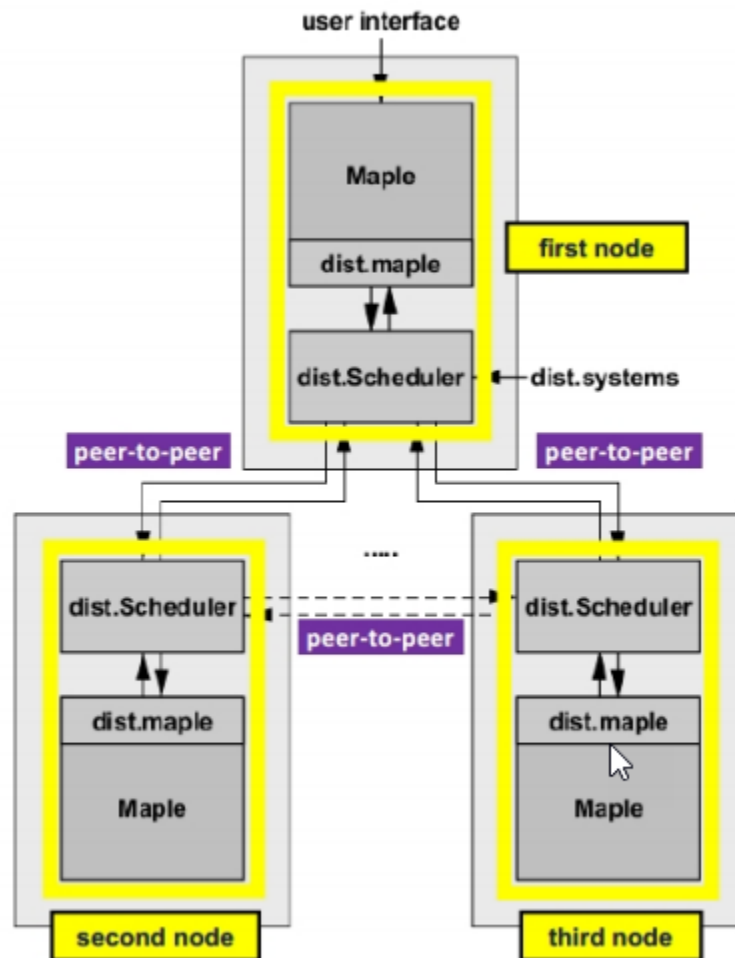 user interface
Maple
first node
dist.maple
dist.Scheduler
dist.systems
peer-to-peer
peer-to-peer
.....
dist.Scheduler
dist.Scheduler
peer-to-peer
dist.maple
dist.maple
Maple
Maple
second node
third node